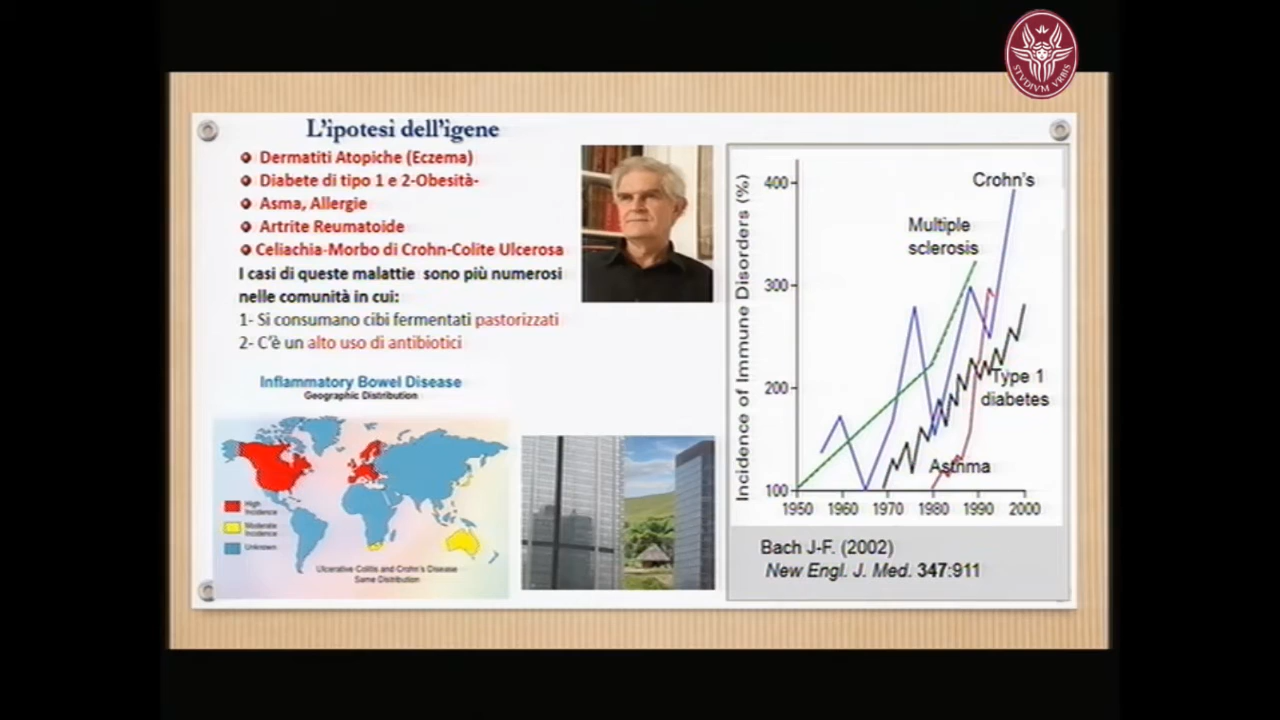 STVDIVM VRBIS
L'ipotesi dell'igene
Dermatiti Atopiche (Eczema)
Diabete di tipo 1 e 2-Obesità-
Asma, Allergie
Artrite Reumatoide
Celiachia-Morbo di Crohn-Colite Ulcerosa
I casi di queste malattie sono più numerosi
nelle comunità in cui:
1- Si consumano cibi fermentati pastorizzati
2- C'è un alto uso di antibiotici
Inflammatory Bowel Disease
Geographic Distribution
High
Incidence
Moderate
Incidence
Unknown
Ulcerative Colitis and Crohn's Disease
Same Distribution
Incidence of Immune Disorders (%)
400
300
200
100
Crohn's
Multiple
sclerosis
Type 1
diabetes
Asthma
1950 1960 1970 1980 1990 2000
Bach J-F. (2002)
New Engl. J. Med. 347:911